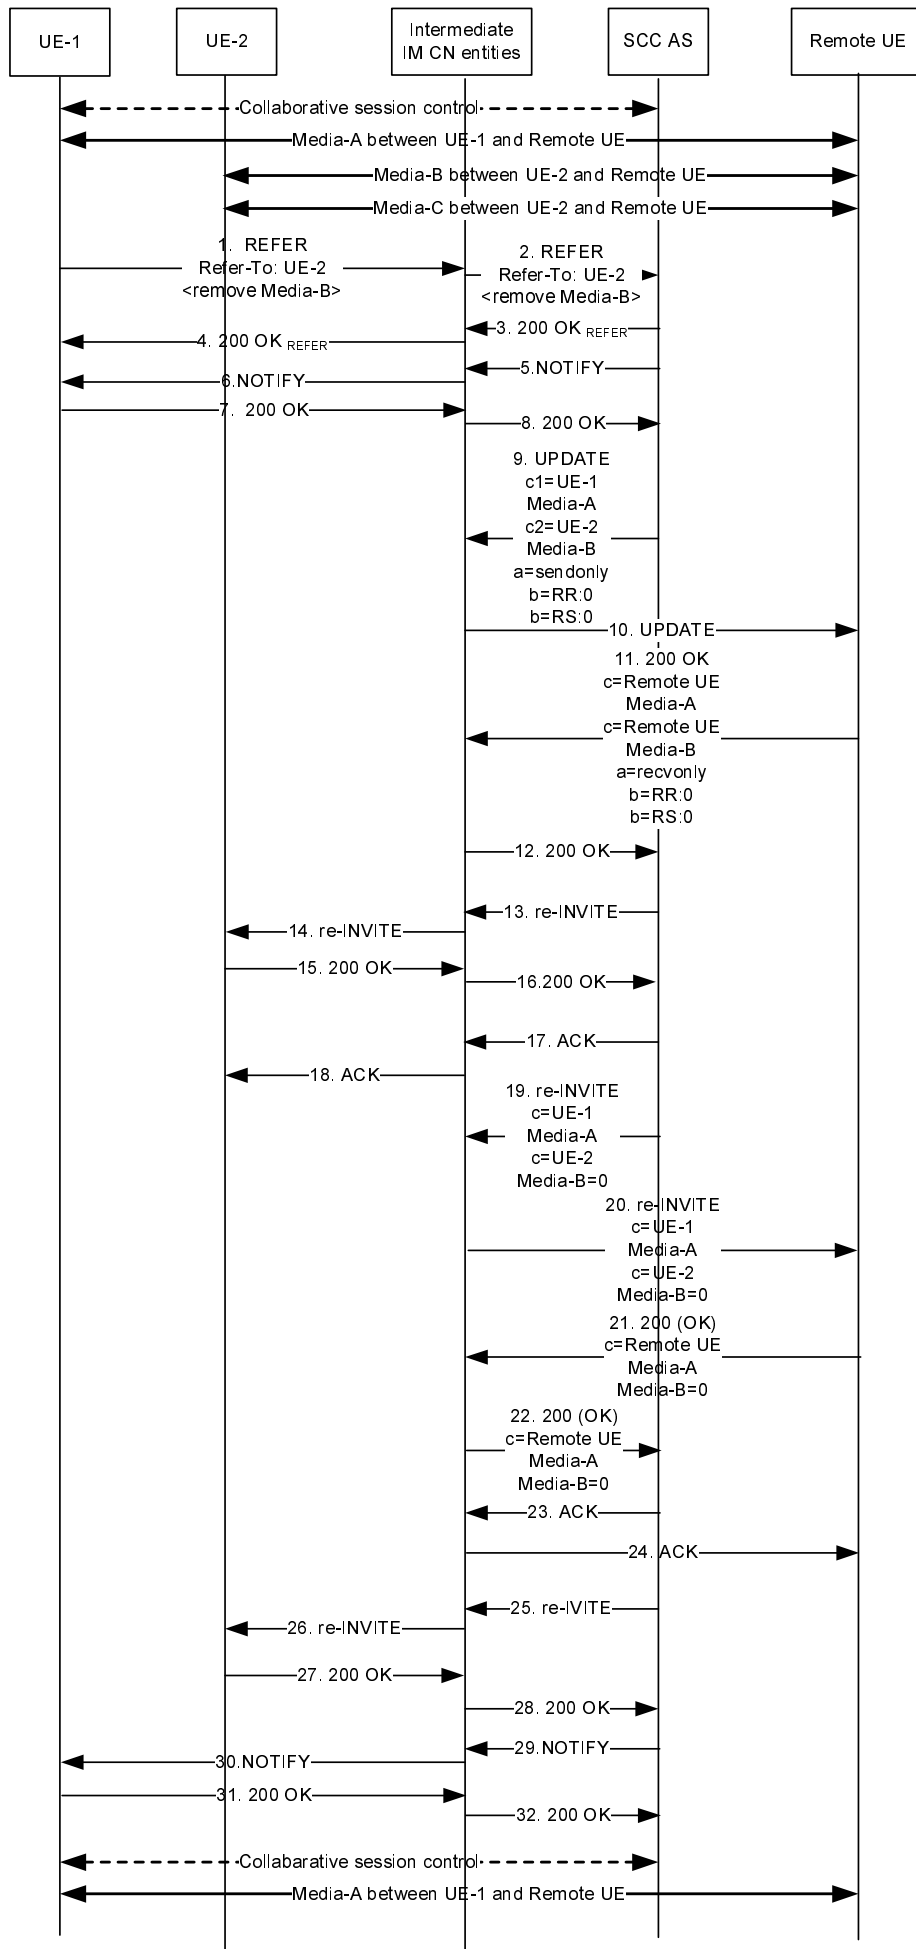 UE-1
UE-2
Intermediate
IM CN entities
SCC AS
Remote UE
Collaborative session control
Media-A between UE-1 and Remote UE
Media-B between UE-2 and Remote UE
Media-C between UE-2 and Remote UE
1. REFER
Refer-To: UE-2
<remove Media-B>
2. REFER
Refer-To: UE-2
<remove Media-B>
3. 200 OK REFER
4. 200 OK REFER
5.NOTIFY
6.NOTIFY
7. 200 OK
8. 200 OK
9. UPDATE
c1=UE-1
Media-A
c2=UE-2
Media-B
a=sendonly
b=RR:0
b=RS:0
10. UPDATE
11. 200 OK
c=Remote UE
Media-A
c=Remote UE
Media-B
a=recvonly
b=RR:0
b=RS:0
12. 200 OK
13. re-INVITE
14. re-INVITE
15. 200 OK
16.200 OK
17. ACK
18. ACK
19. re-INVITE
c=UE-1
Media-A
c=UE-2
Media-B=0
20. re-INVITE
c=UE-1
Media-A
c=UE-2
Media-B=0
21. 200 (OK)
c=Remote UE
Media-A
Media-B=0
22. 200 (OK)
c=Remote UE
Media-A
Media-B=0
23. ACK
24. ACK
25. re-IVITE
26. re-INVITE
27. 200 OK
28. 200 OK
29.NOTIFY
30.NOTIFY
31. 200 OK
32. 200 OK
Collabarative session control
Media-A between UE-1 and Remote UE